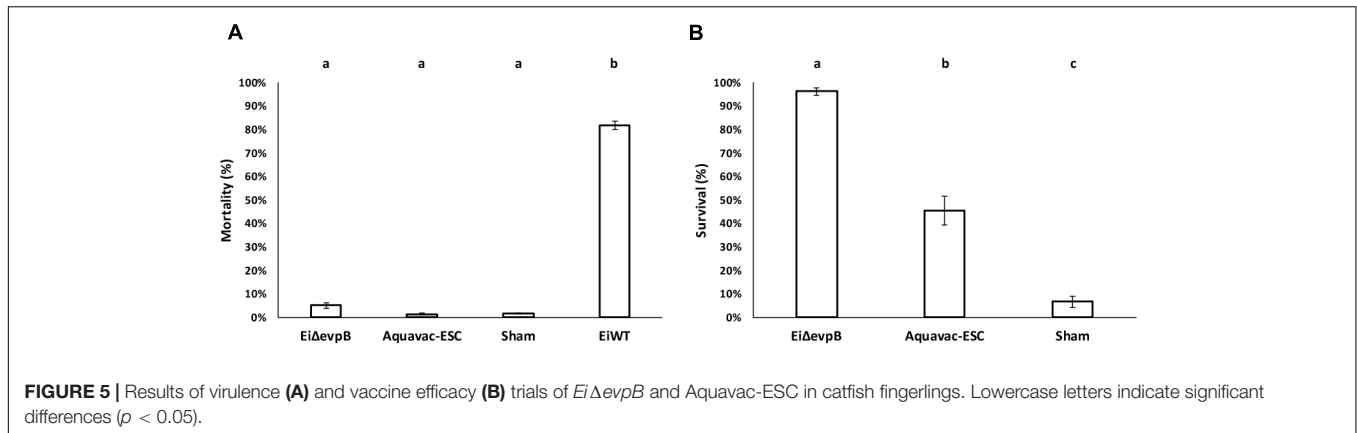 A
B
a a a b
a b c
100%
90%
80%
70%
60%
50%
40%
30%
20%
10%
0%
Mortality (%)
EiΔevpB Aquavac-ESC Sham EiWT
100%
90%
80%
70%
60%
50%
40%
30%
20%
10%
0%
Survival (%)
EiΔevpB Aquavac-ESC Sham
FIGURE 5 | Results of virulence (A) and vaccine efficacy (B) trials of EiΔevpB and Aquavac-ESC in catfish fingerlings. Lowercase letters indicate significant
differences (p < 0.05).